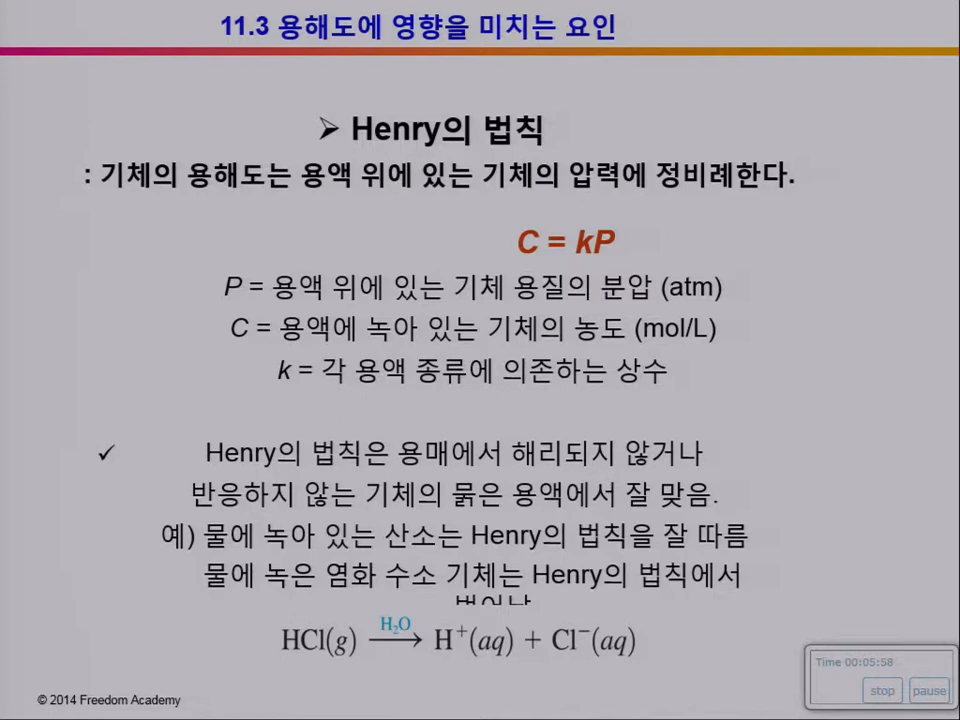 11.3 용해도에 영향을 미치는 요인
➢ Henry의 법칙
: 기체의 용해도는 용액 위에 있는 기체의 압력에 정비례한다.
C = kP
P = 용액 위에 있는 기체 용질의 분압 (atm)
C = 용액에 녹아 있는 기체의 농도 (mol/L)
k = 각 용액 종류에 의존하는 상수
✓ Henry의 법칙은 용매에서 해리되지 않거나
반응하지 않는 기체의 묽은 용액에서 잘 맞음.
예) 물에 녹아 있는 산소는 Henry의 법칙을 잘 따름
물에 녹은 염화 수소 기체는 Henry의 법칙에서
H₂O
HCl(g) ⟶ H⁺(aq) + Cl⁻(aq)
Time 00:05:58
stop pause
© 2014 Freedom Academy